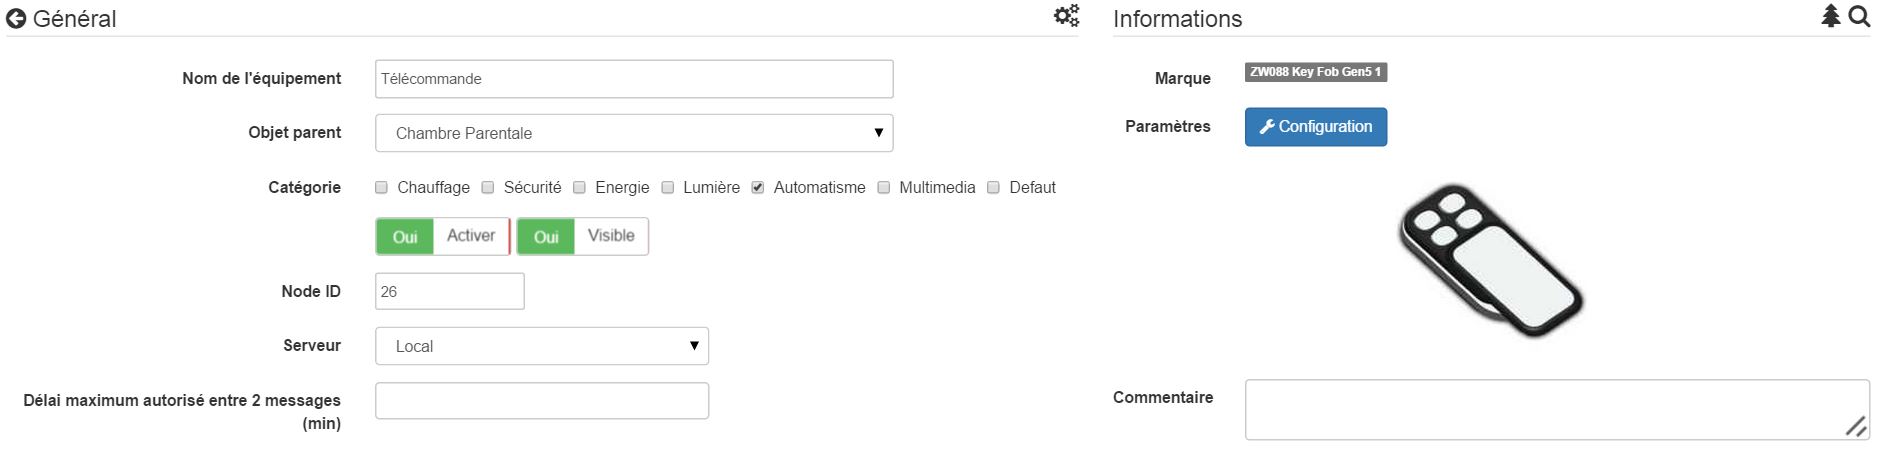 Général
Nom de l'équipement
Télécommande
Objet parent
Chambre Parentale
Catégorie
Chauffage Sécurité Energie Lumière Automatisme Multimedia Defaut
Oui Activer Oui Visible
Node ID
26
Serveur
Local
Délai maximum autorisé entre 2 messages
(min)
Informations
Marque
ZW088 Key Fob Gen5 1
Paramètres
Configuration
Commentaire